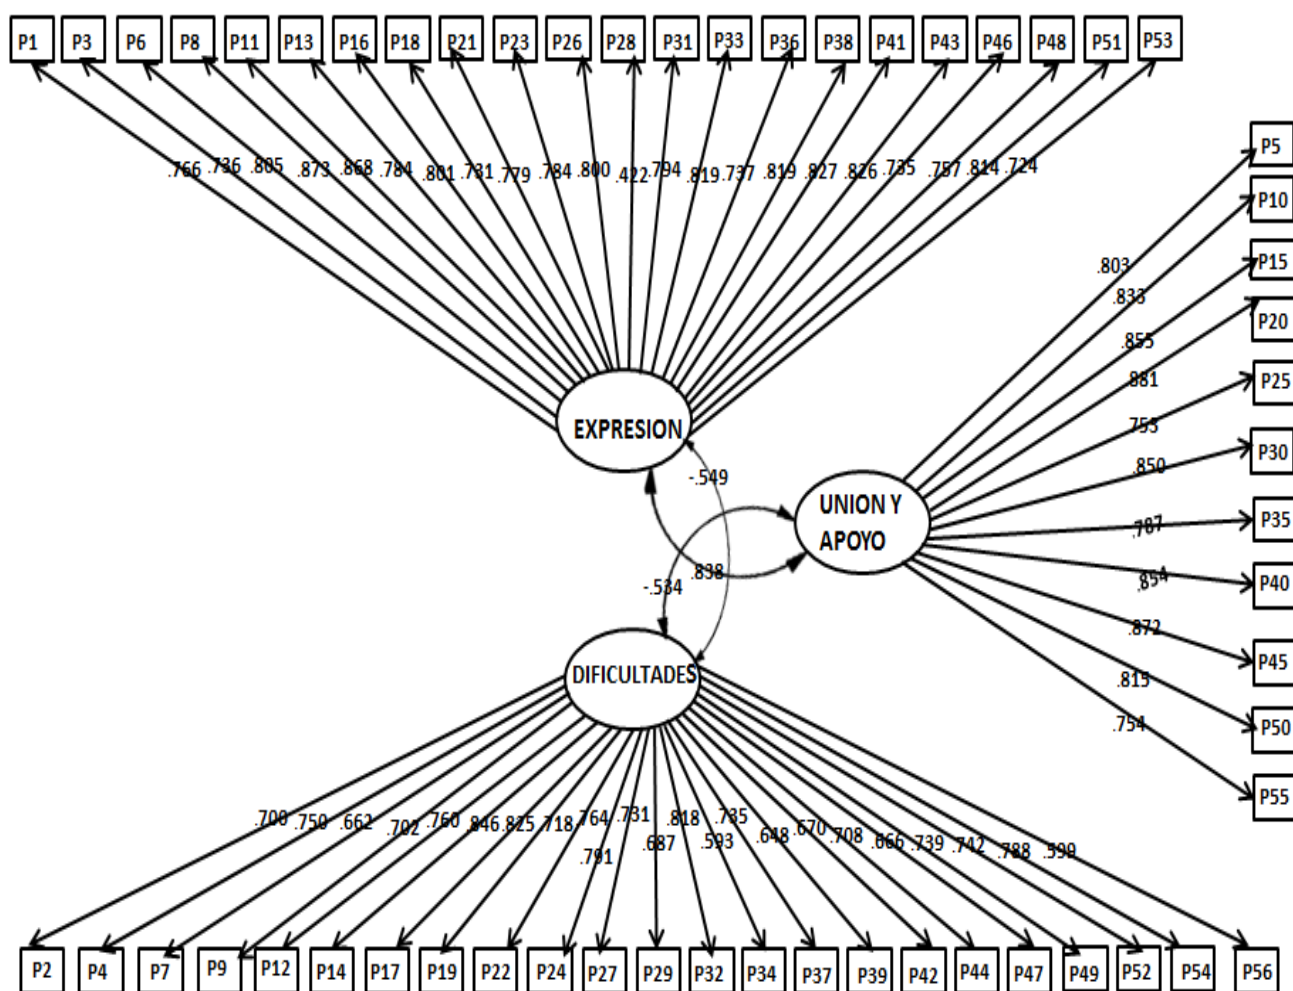 P1 P3 P6 P8 P11 P13 P16 P18 P21 P23 P26 P28 P31 P33 P36 P38 P41 P43 P46 P48 P51 P53
.766 .736 .805 .873 .868 .784 .801 .731 .779 .784 .800 .422 .794 .819 .737 .819 .827 .826 .735 .757 .814 .724
P5
P10
P15
P20
P25
P30
P35
P40
P45
P50
P55
.803
.833
.855
.881
.753
.850
.787
.854
.872
.815
.754
EXPRESION
-.549
UNION Y
APOYO
.838
-.534
DIFICULTADES
.700 .750 .662 .702 .760 .846 .825 .718 .764 .731 .818 .735 .670 .708 .666 .739 .742 .788 .599
.791 .687 .593 .648
P2 P4 P7 P9 P12 P14 P17 P19 P22 P24 P27 P29 P32 P34 P37 P39 P42 P44 P47 P49 P52 P54 P56